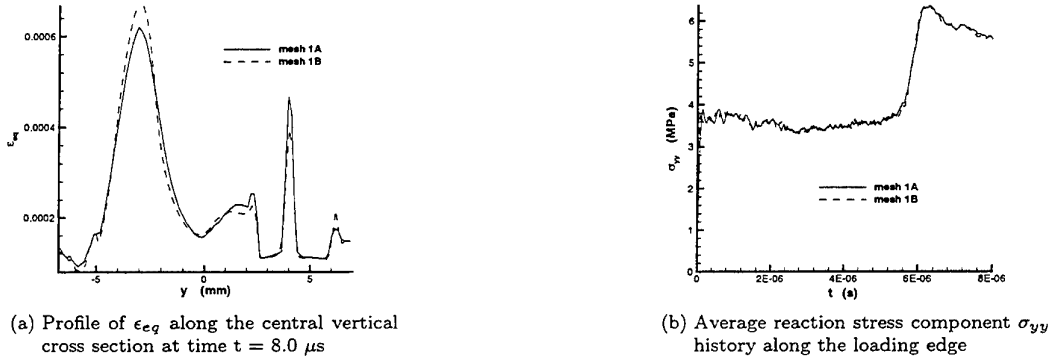 0.0006
0.0004
0.0002
ε_eq
mesh 1A
mesh 1B
-5
0
5
y (mm)
(a) Profile of ϵ_eq along the central vertical
cross section at time t = 8.0 μs
6
5
4
3
2
1
0
σ_yy (MPa)
mesh 1A
mesh 1B
0
2E-06
4E-06
6E-06
8E-06
t (s)
(b) Average reaction stress component σ_yy
history along the loading edge